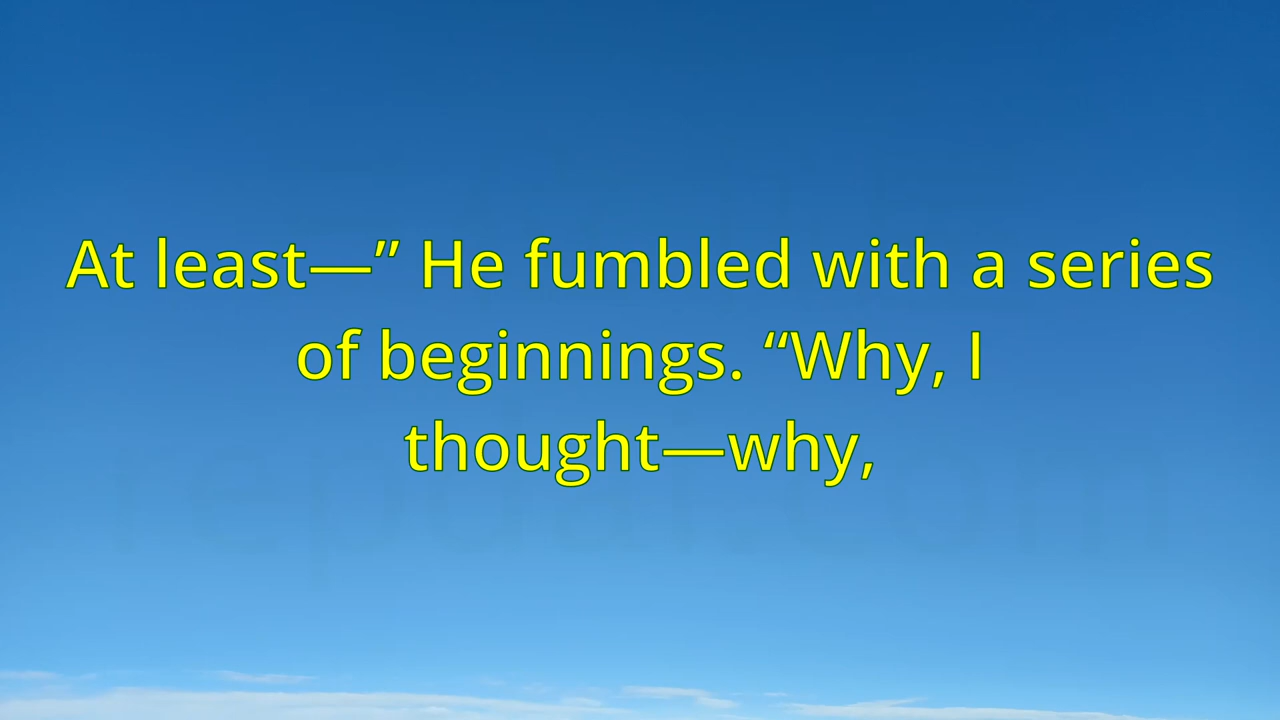 At least—” He fumbled with a series
of beginnings. “Why, I
thought—why,